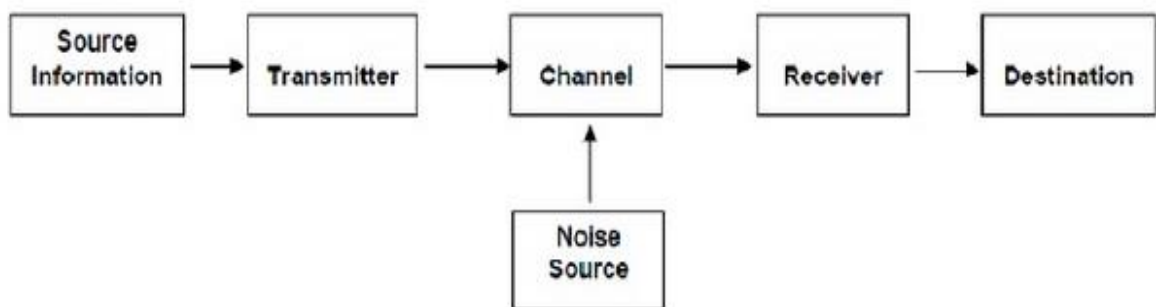 Source
Information
Transmitter
Channel
Receiver
Destination
Noise
Source